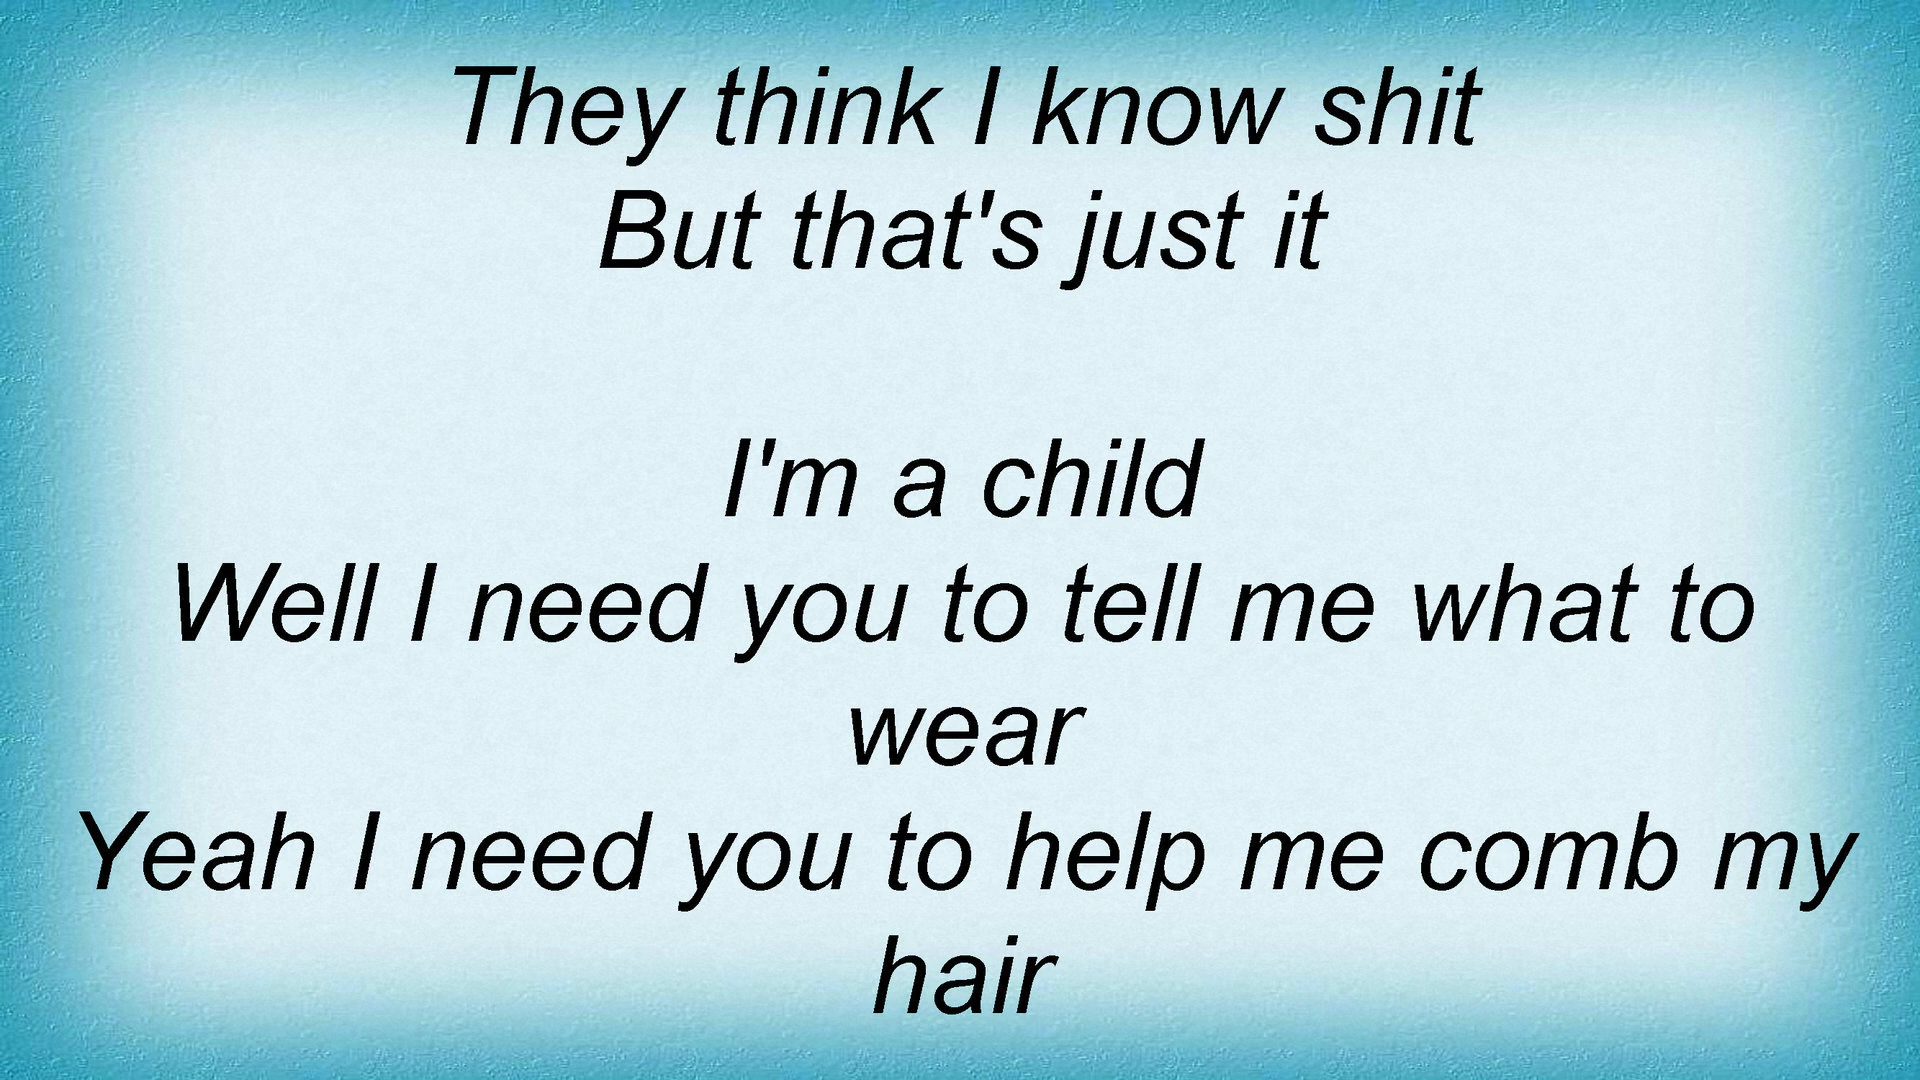 They think I know shit
But that's just it

I'm a child
Well I need you to tell me what to
wear
Yeah I need you to help me comb my
hair